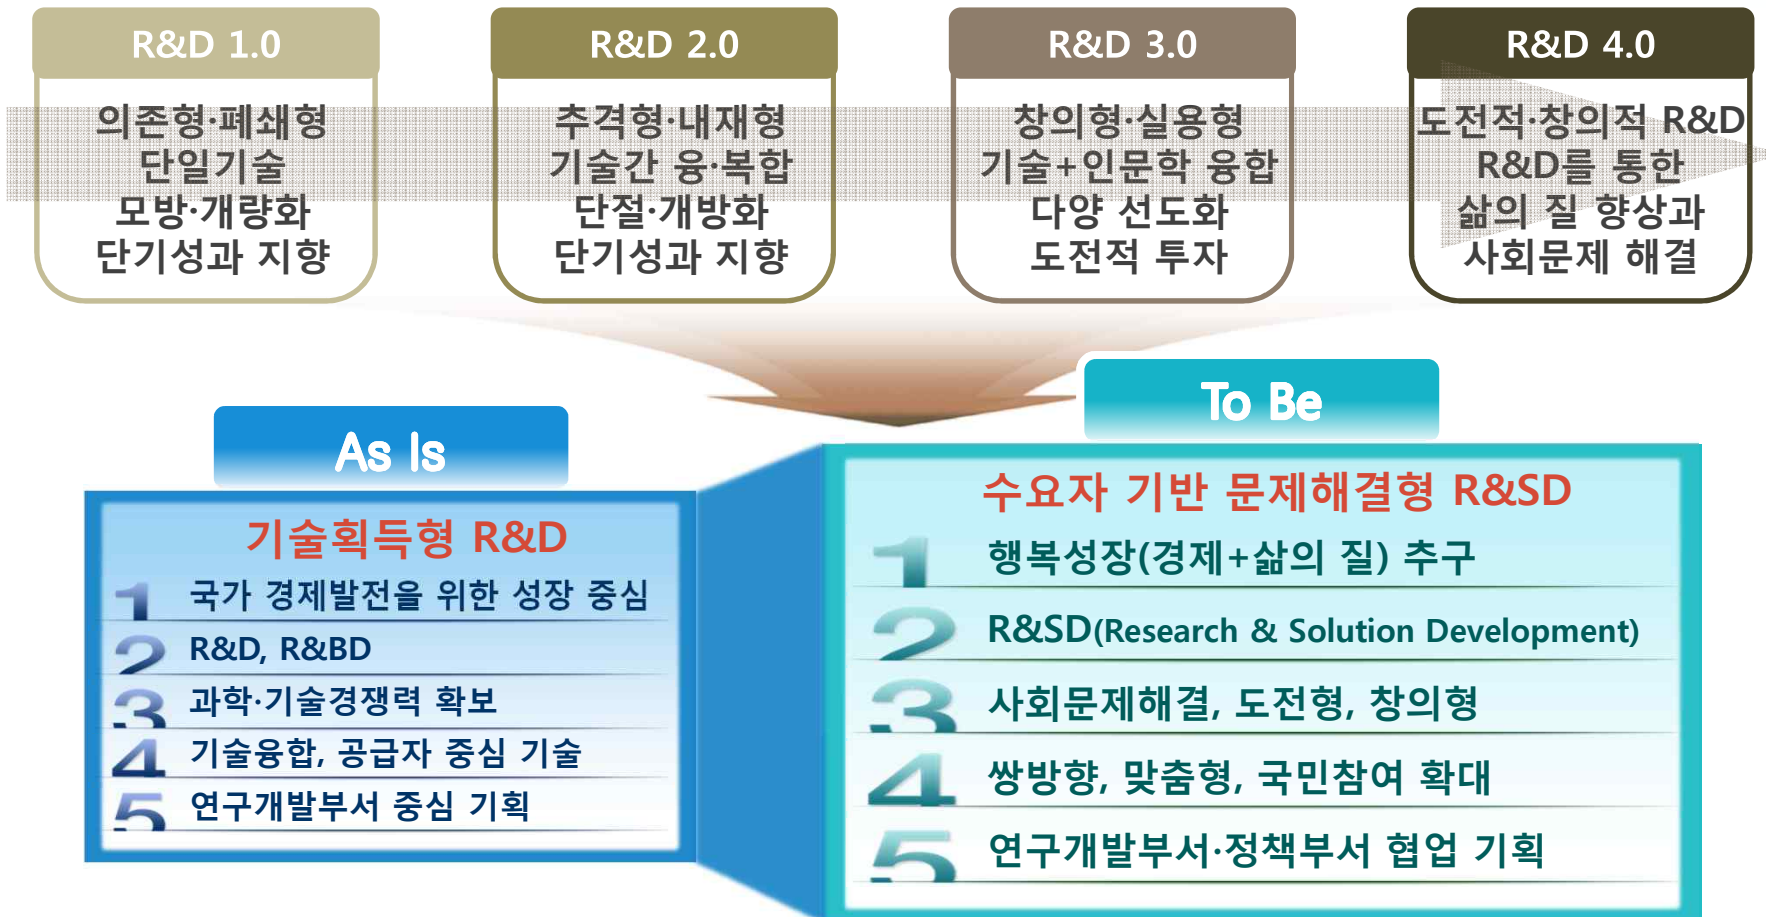 R&D 1.0
의존형·폐쇄형
단일기술
모방·개량화
단기성과 지향
R&D 2.0
추격형·내재형
기술간 융·복합
단절·개방화
단기성과 지향
R&D 3.0
창의형·실용형
기술+인문학 융합
다양 선도화
도전적 투자
R&D 4.0
도전적·창의적 R&D
R&D를 통한
삶의 질 향상과
사회문제 해결
As Is
기술획득형 R&D
1 국가 경제발전을 위한 성장 중심
2 R&D, R&BD
3 과학·기술경쟁력 확보
4 기술융합, 공급자 중심 기술
5 연구개발부서 중심 기획
To Be
수요자 기반 문제해결형 R&SD
1 행복성장(경제+삶의 질) 추구
2 R&SD(Research & Solution Development)
3 사회문제해결, 도전형, 창의형
4 쌍방향, 맞춤형, 국민참여 확대
5 연구개발부서·정책부서 협업 기획